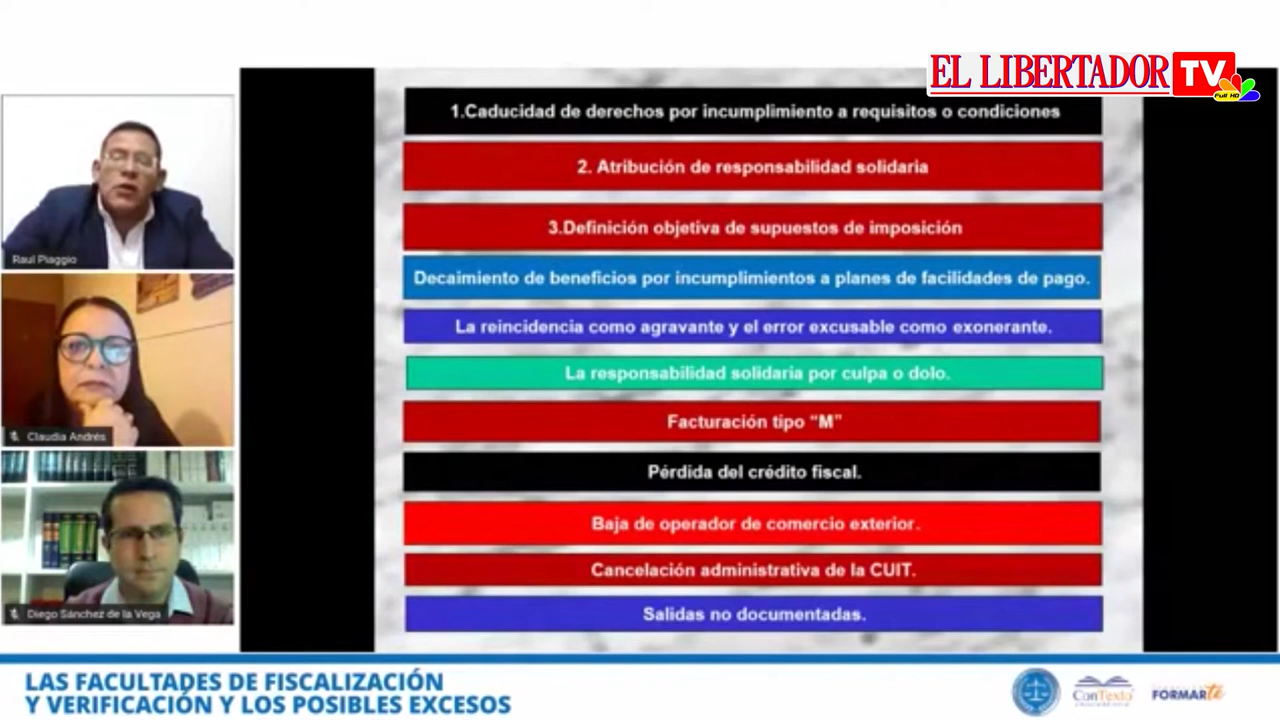 EL LIBERTADOR TV
Full HD
1.Caducidad de derechos por incumplimiento a requisitos o condiciones
2. Atribución de responsabilidad solidaria
3.Definición objetiva de supuestos de imposición
Decaimiento de beneficios por incumplimientos a planes de facilidades de pago.
La reincidencia como agravante y el error excusable como exonerante.
La responsabilidad solidaria por culpa o dolo.
Facturación tipo “M”
Pérdida del crédito fiscal.
Baja de operador de comercio exterior.
Cancelación administrativa de la CUIT.
Salidas no documentadas.
Raul Piaggio
Claudia Andrés
Diego Sánchez de la Vega
LAS FACULTADES DE FISCALIZACIÓN
Y VERIFICACIÓN Y LOS POSIBLES EXCESOS
ConTexto
FORMARTE